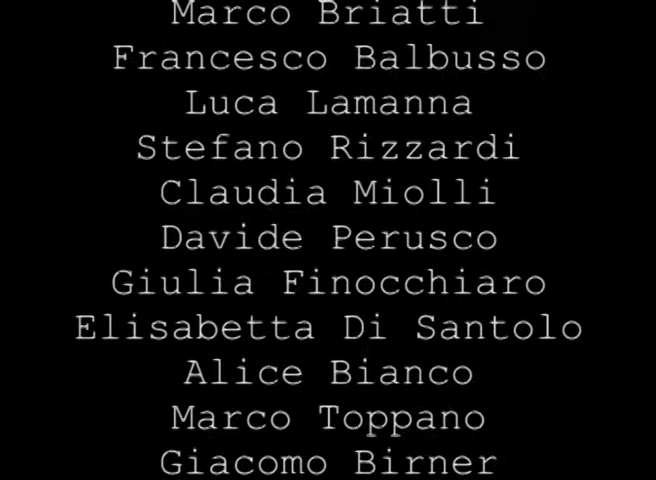 Marco Briatti
Francesco Balbusso
Luca Lamanna
Stefano Rizzardi
Claudia Miolli
Davide Perusco
Giulia Finocchiaro
Elisabetta Di Santolo
Alice Bianco
Marco Toppano
Giacomo Birner